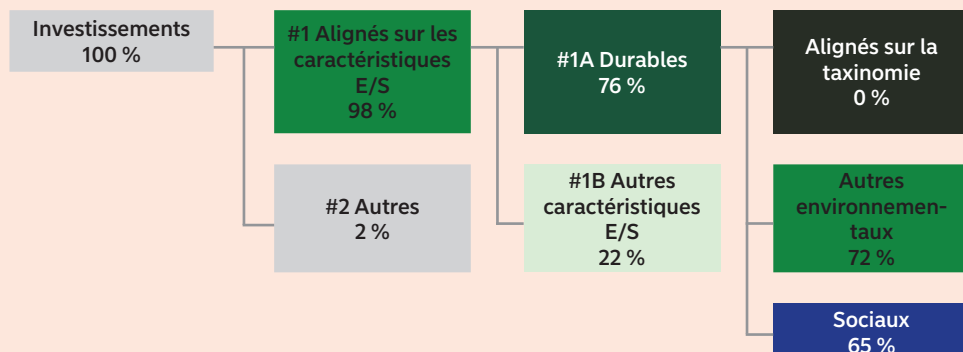 Investissements
100 %
#1 Alignés sur les
caractéristiques
E/S
98 %
#1A Durables
76 %
Alignés sur la
taxinomie
0 %
#2 Autres
2 %
#1B Autres
caractéristiques
E/S
22 %
Autres
environnemen-
taux
72 %
Sociaux
65 %